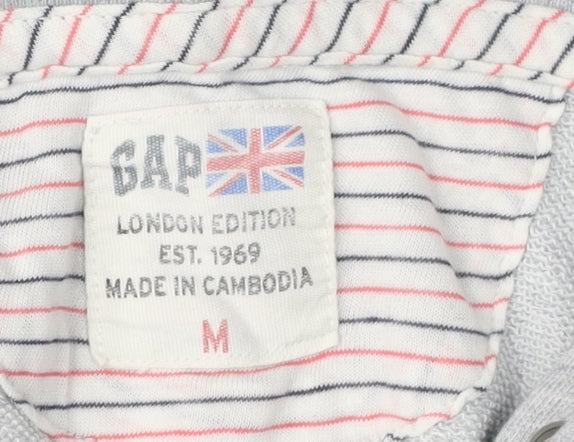 GAP
LONDON EDITION
EST. 1969
MADE IN CAMBODIA
M